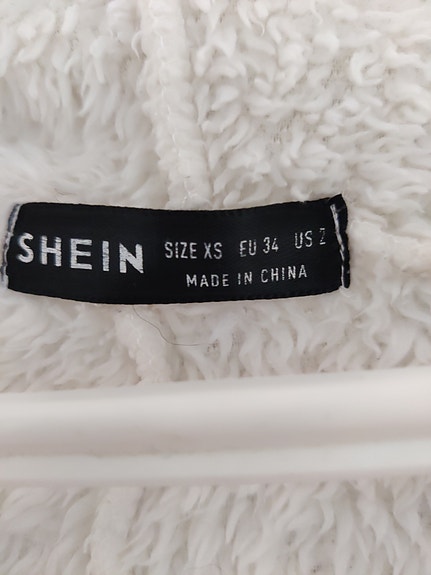 SHEIN SIZE XS EU 34 US 2
MADE IN CHINA